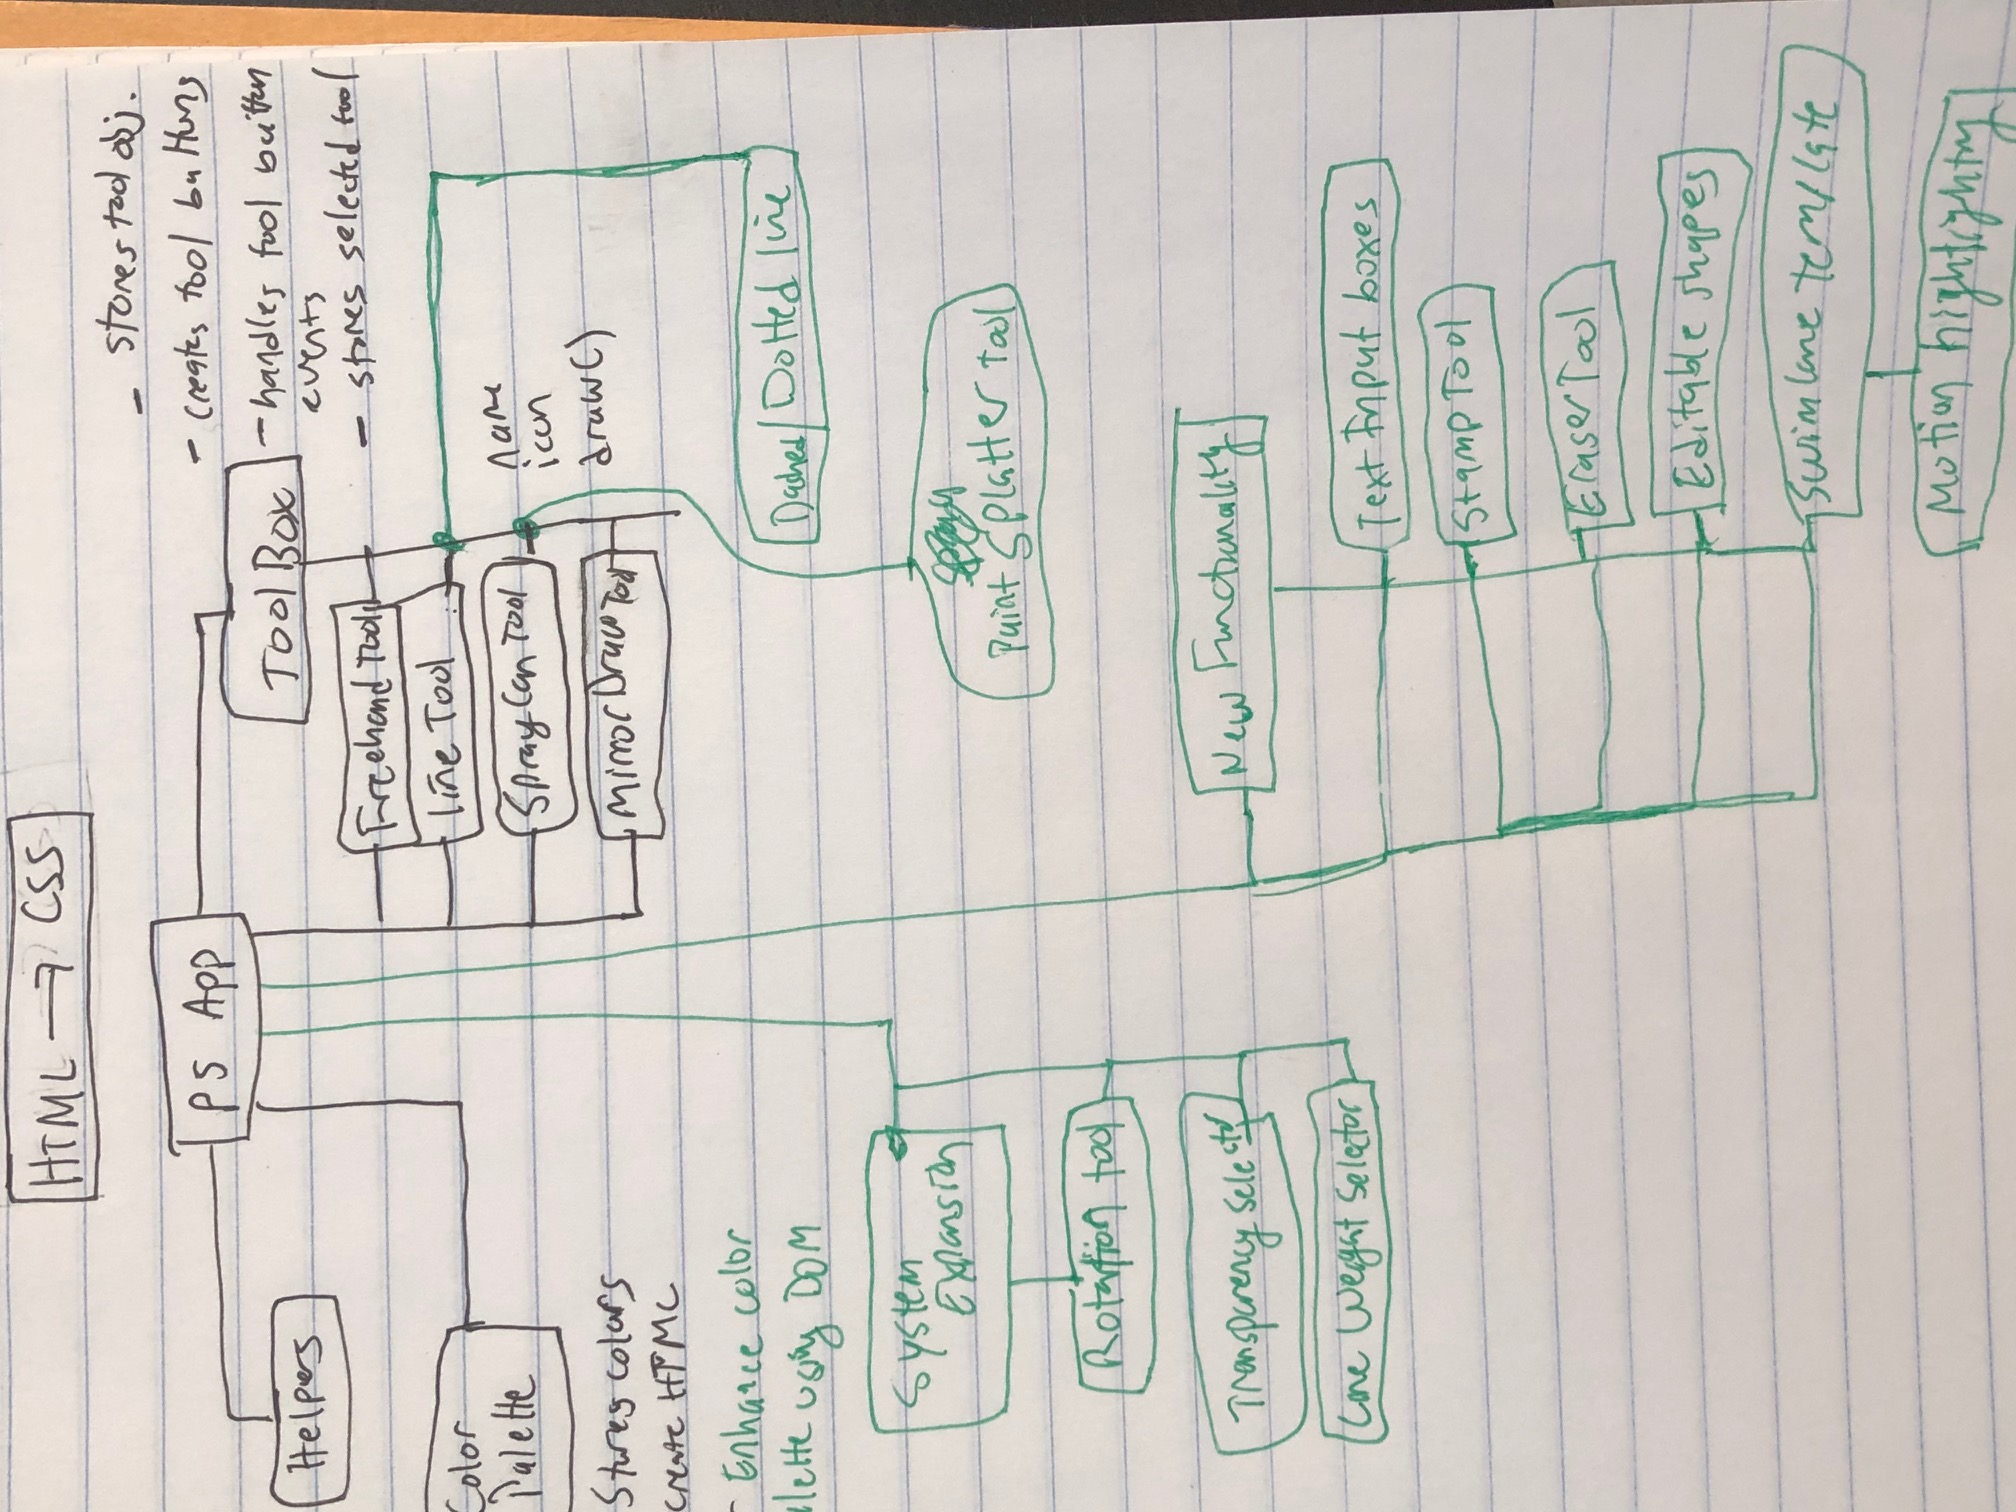 HTML → CSS
- stores tool obj.
- creates tool buttons
PS App
Tool Box
- handles tool button
events
Helpers
- stores selected tool
Freehand Tool
Line Tool
Color
Palette
Spray Can Tool
name
icon
draw()
Mirror Draw Tool
Stores colors
create HTML
- Enhance color
alette using DOM
Dashed/Dotted line
System
Expansion
Paint Splatter tool
Rotation tool
Transparency Selector
Line Weight Selector
New Functionality
Text Input boxes
Stamp Tool
Eraser Tool
Editable shapes
Swimlane template
Motion highlighting